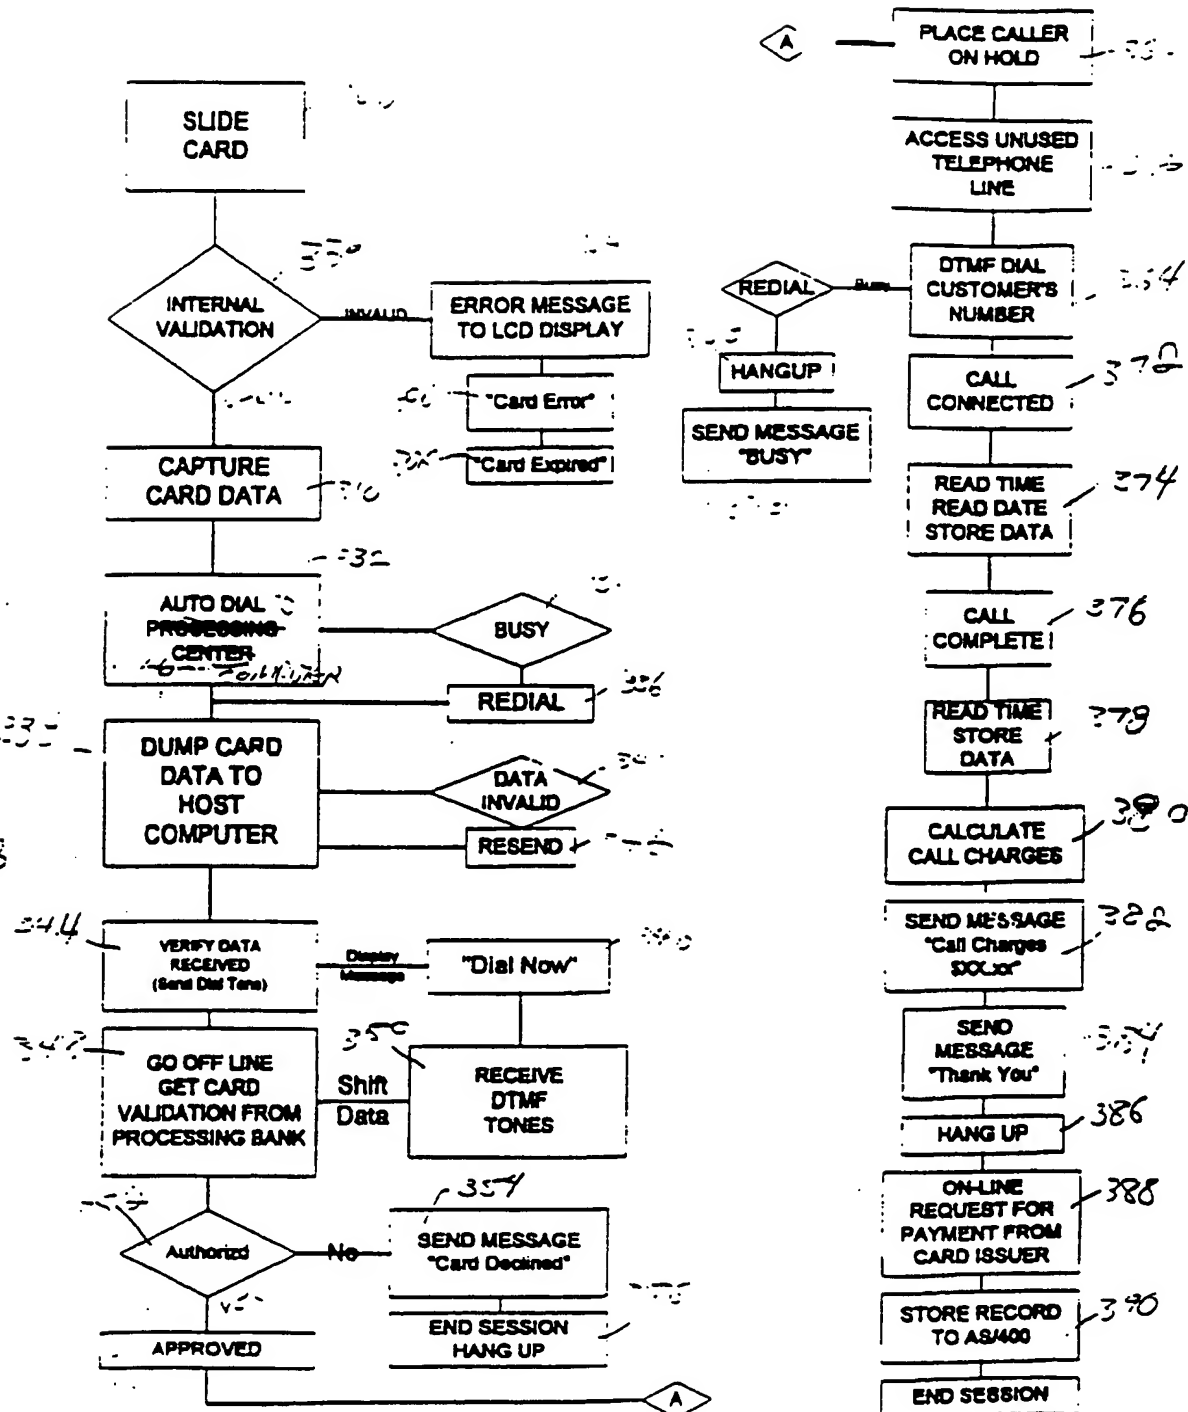 SLIDE
CARD
INTERNAL
VALIDATION
INVALID
ERROR MESSAGE
TO LCD DISPLAY
"Card Error"
"Card Expired"
CAPTURE
CARD DATA
AUTO DIAL
PROCESSING
CENTER
BUSY
REDIAL
336
DUMP CARD
DATA TO
HOST
COMPUTER
DATA
INVALID
RESEND
344
VERIFY DATA
RECEIVED
(Send Dial Tone)
Display
Message
"Dial Now"
GO OFF LINE
GET CARD
VALIDATION FROM
PROCESSING BANK
Shift
Data
350
RECEIVE
DTMF
TONES
Authorizd
No
354
SEND MESSAGE
"Card Declined"
END SESSION
HANG UP
APPROVED
A
A
PLACE CALLER
ON HOLD
ACCESS UNUSED
TELEPHONE
LINE
DTMF DIAL
CUSTOMER'S
NUMBER
Busy
REDIAL
HANGUP
SEND MESSAGE
"BUSY"
CALL
CONNECTED
372
READ TIME
READ DATE
STORE DATA
374
CALL
COMPLETE
376
READ TIME
STORE
DATA
378
CALCULATE
CALL CHARGES
380
SEND MESSAGE
"Call Charges
$XX.xx"
382
SEND
MESSAGE
"Thank You"
384
HANG UP
386
ON-LINE
REQUEST FOR
PAYMENT FROM
CARD ISSUER
388
STORE RECORD
TO AS/400
390
END SESSION